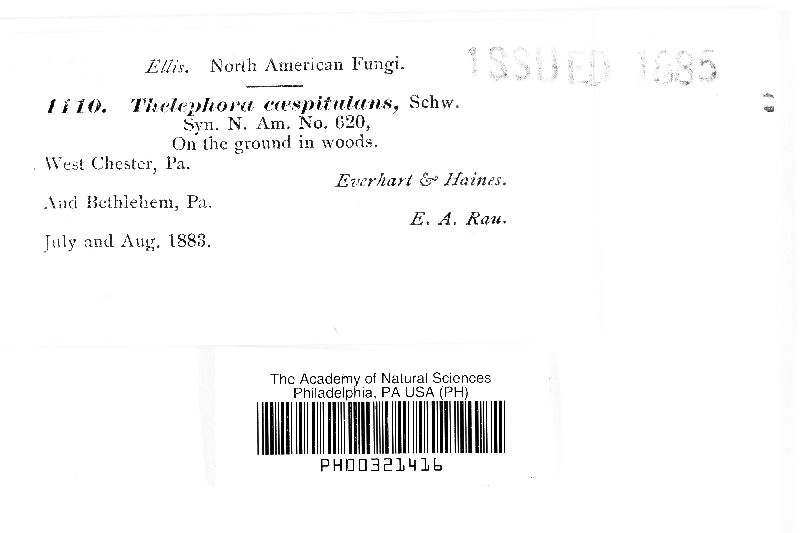 Ellis. North American Fungi.
ISSUED 1885
1110. Thelephora cæspitulans, Schw.
Syn. N. Am. No. 620,
On the ground in woods.
West Chester, Pa.
Everhart & Haines.
And Bethlehem, Pa.
E. A. Rau.
July and Aug. 1883.
The Academy of Natural Sciences
Philadelphia, PA USA (PH)
PH00321416